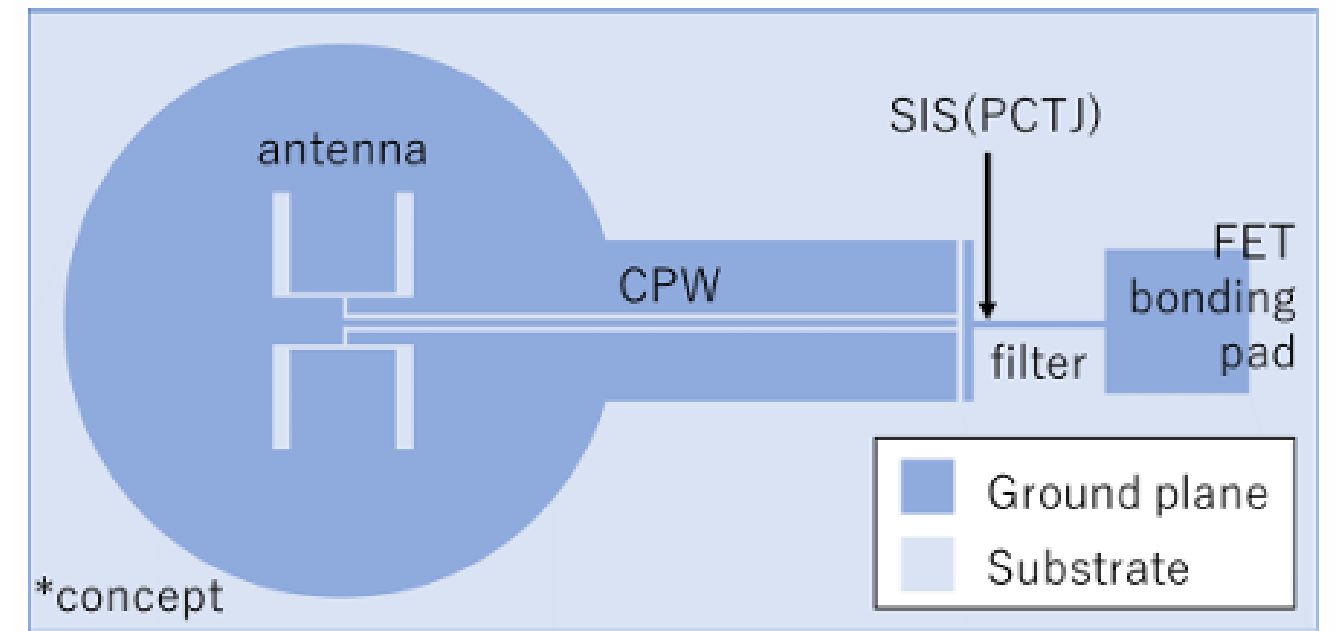 antenna
SIS(PCTJ)
CPW
FET
bonding
pad
filter
Ground plane
Substrate
*concept